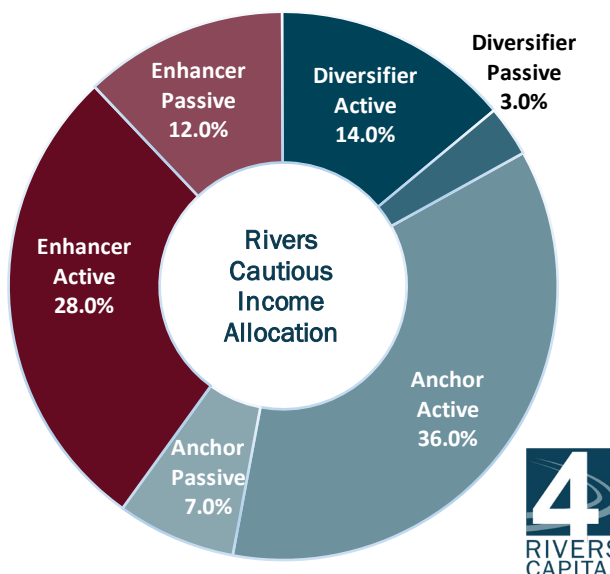 Diversifier
Passive
3.0%
Enhancer
Passive
12.0%
Diversifier
Active
14.0%
Enhancer
Active
28.0%
Rivers
Cautious
Income
Allocation
Anchor
Active
36.0%
Anchor
Passive
7.0%
4
RIVERS
CAPITA